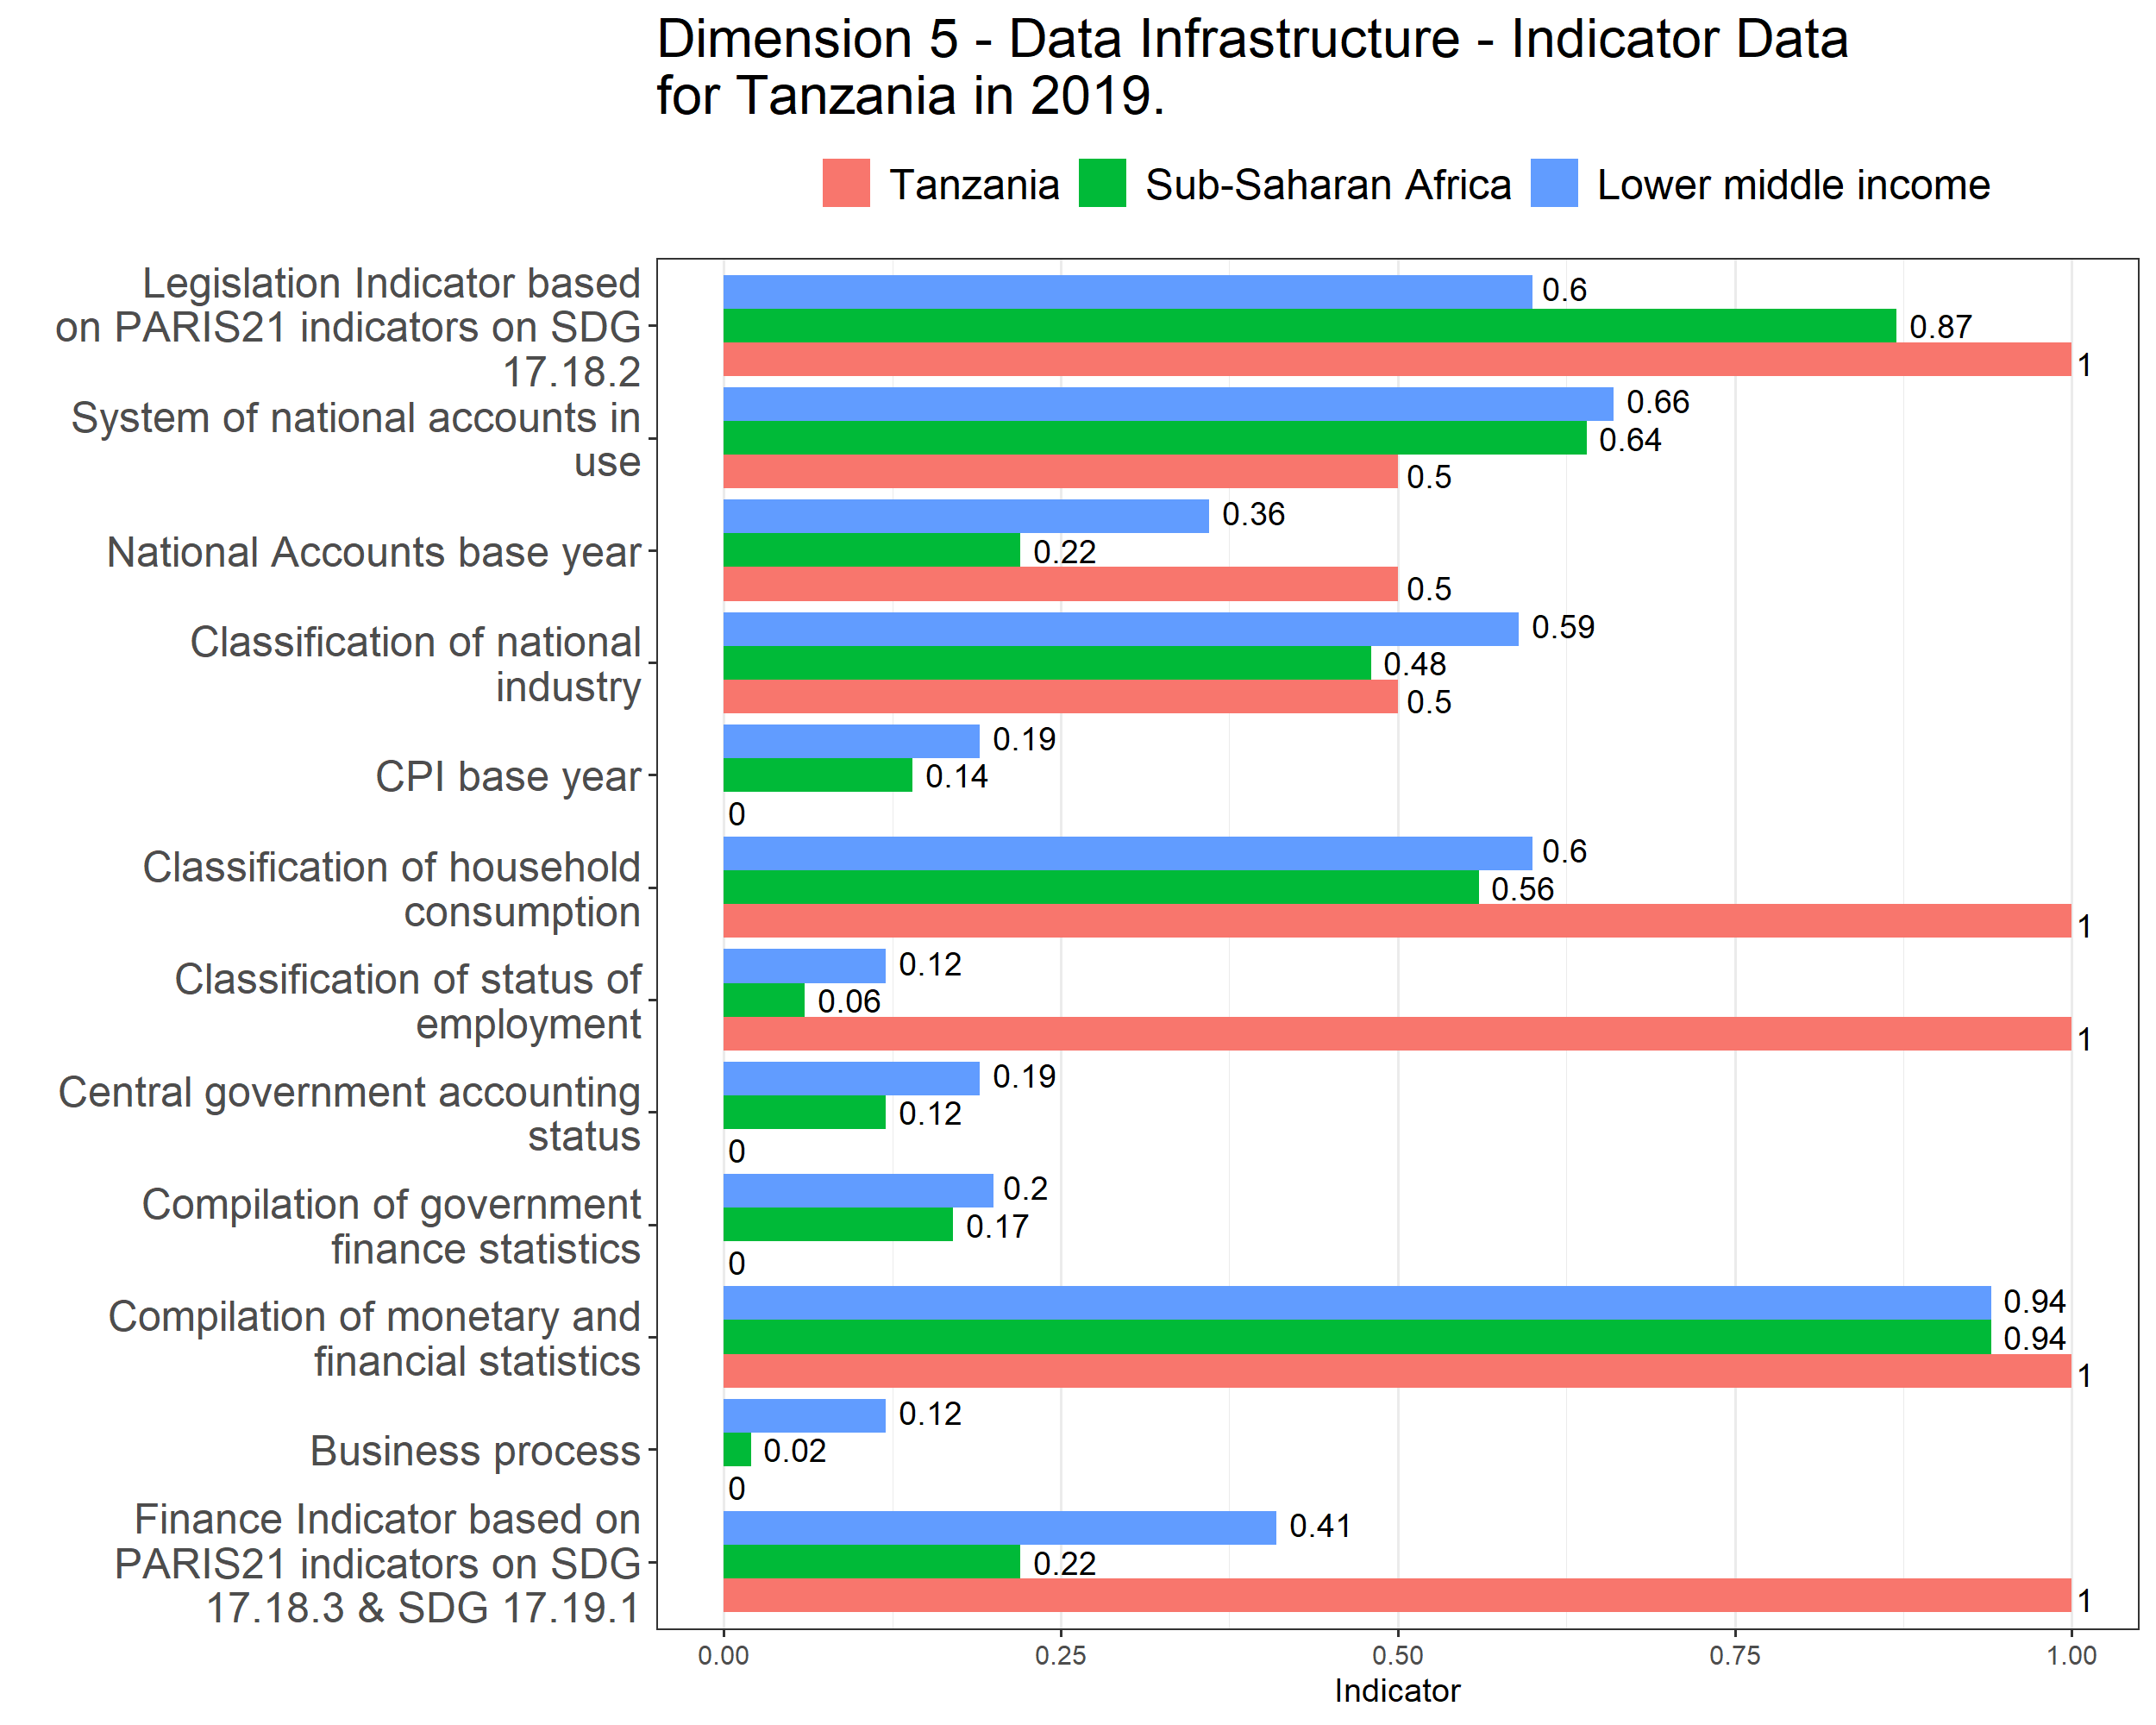 Dimension 5 - Data Infrastructure - Indicator Data
for Tanzania in 2019.
Tanzania Sub-Saharan Africa Lower middle income
Legislation Indicator based
on PARIS21 indicators on SDG
17.18.2
0.6
0.87
1
System of national accounts in
use
0.66
0.64
0.5
National Accounts base year
0.36
0.22
0.5
Classification of national
industry
0.59
0.48
0.5
CPI base year
0.19
0.14
0
Classification of household
consumption
0.6
0.56
1
Classification of status of
employment
0.12
0.06
1
Central government accounting
status
0.19
0.12
0
Compilation of government
finance statistics
0.2
0.17
0
Compilation of monetary and
financial statistics
0.94
0.94
1
Business process
0.12
0.02
0
Finance Indicator based on
PARIS21 indicators on SDG
17.18.3 & SDG 17.19.1
0.41
0.22
1
0.00 0.25 0.50 0.75 1.00
Indicator